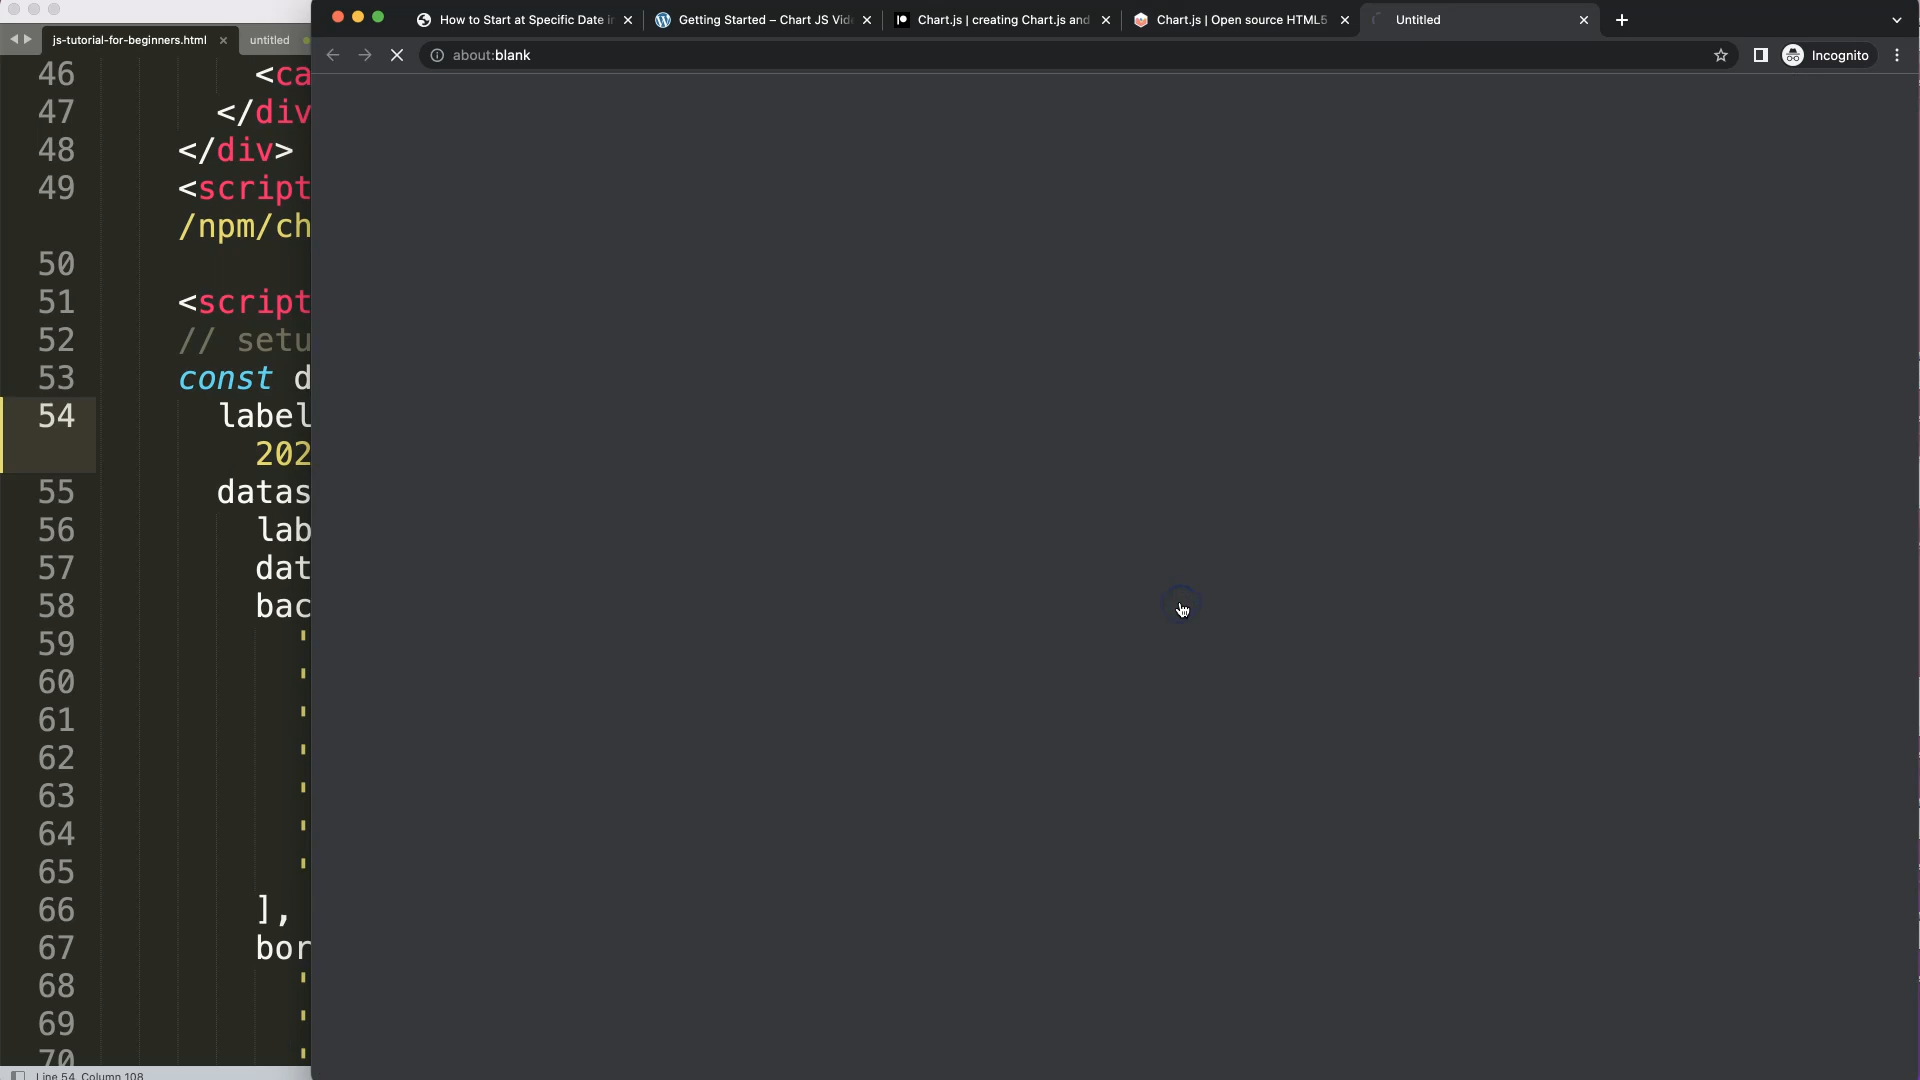 js-tutorial-for-beginners.html
untitled
How to Start at Specific Date i
Getting Started – Chart JS Vid
Chart.js | creating Chart.js and
Chart.js | Open source HTML5
Untitled
about:blank
Incognito
46 <ca
47 </div
48 </div>
49 <script
/npm/ch
50
51 <script
52 // setu
53 const d
54 label
202
55 datas
56 lab
57 dat
58 bac
59 '
60 '
61 '
62 '
63 '
64 '
65 '
66 ],
67 bor
68 '
69 '
70 '
Line 54, Column 108